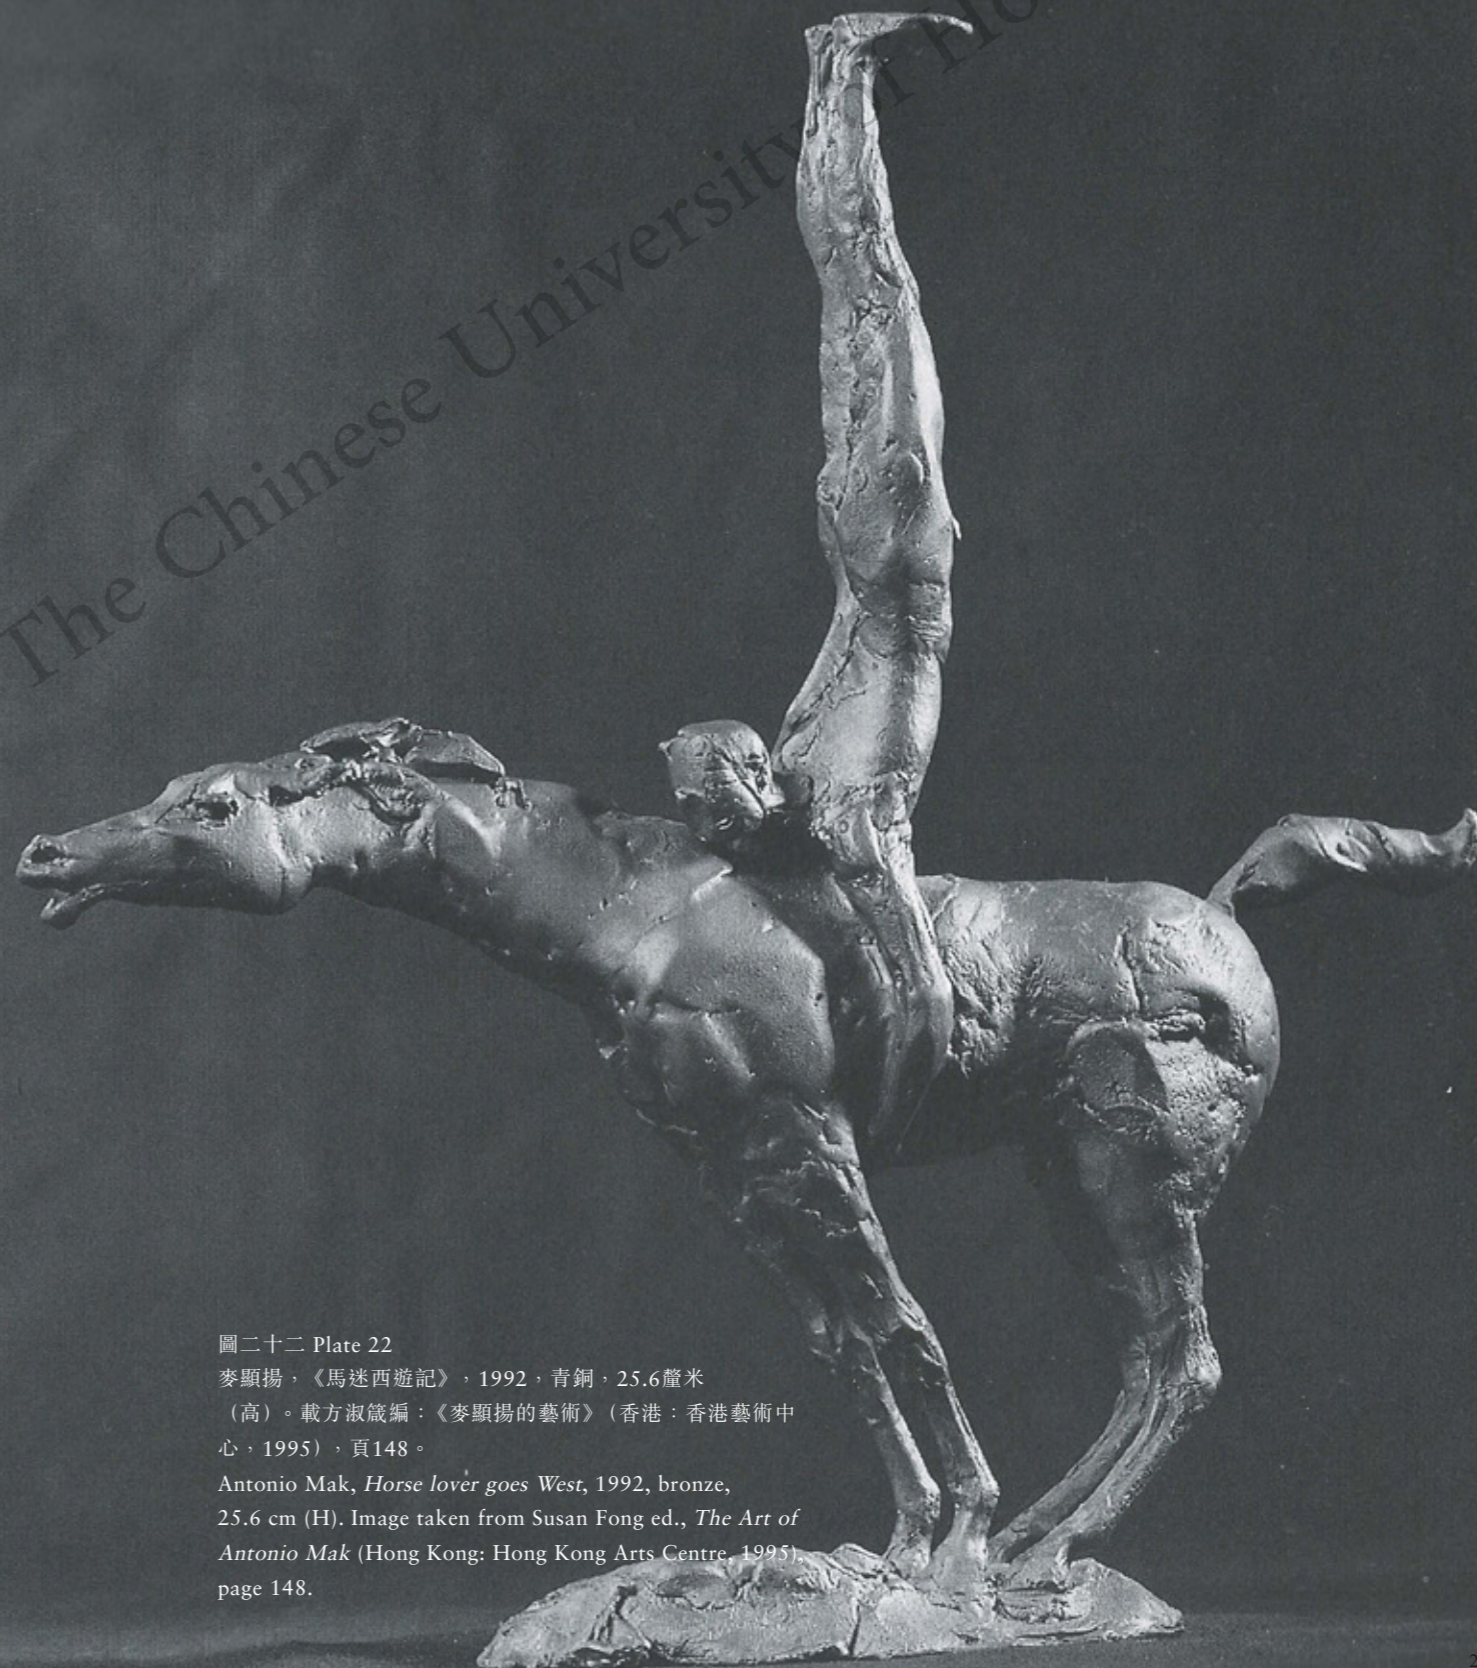 The Chinese University of Ho
圖二十二 Plate 22
麥顯揚，《馬迷西遊記》，1992，青銅，25.6釐米
（高）。載方淑箴編：《麥顯揚的藝術》（香港：香港藝術中
心，1995），頁148。
Antonio Mak, Horse lover goes West, 1992, bronze,
25.6 cm (H). Image taken from Susan Fong ed., The Art of
Antonio Mak (Hong Kong: Hong Kong Arts Centre, 1995),
page 148.